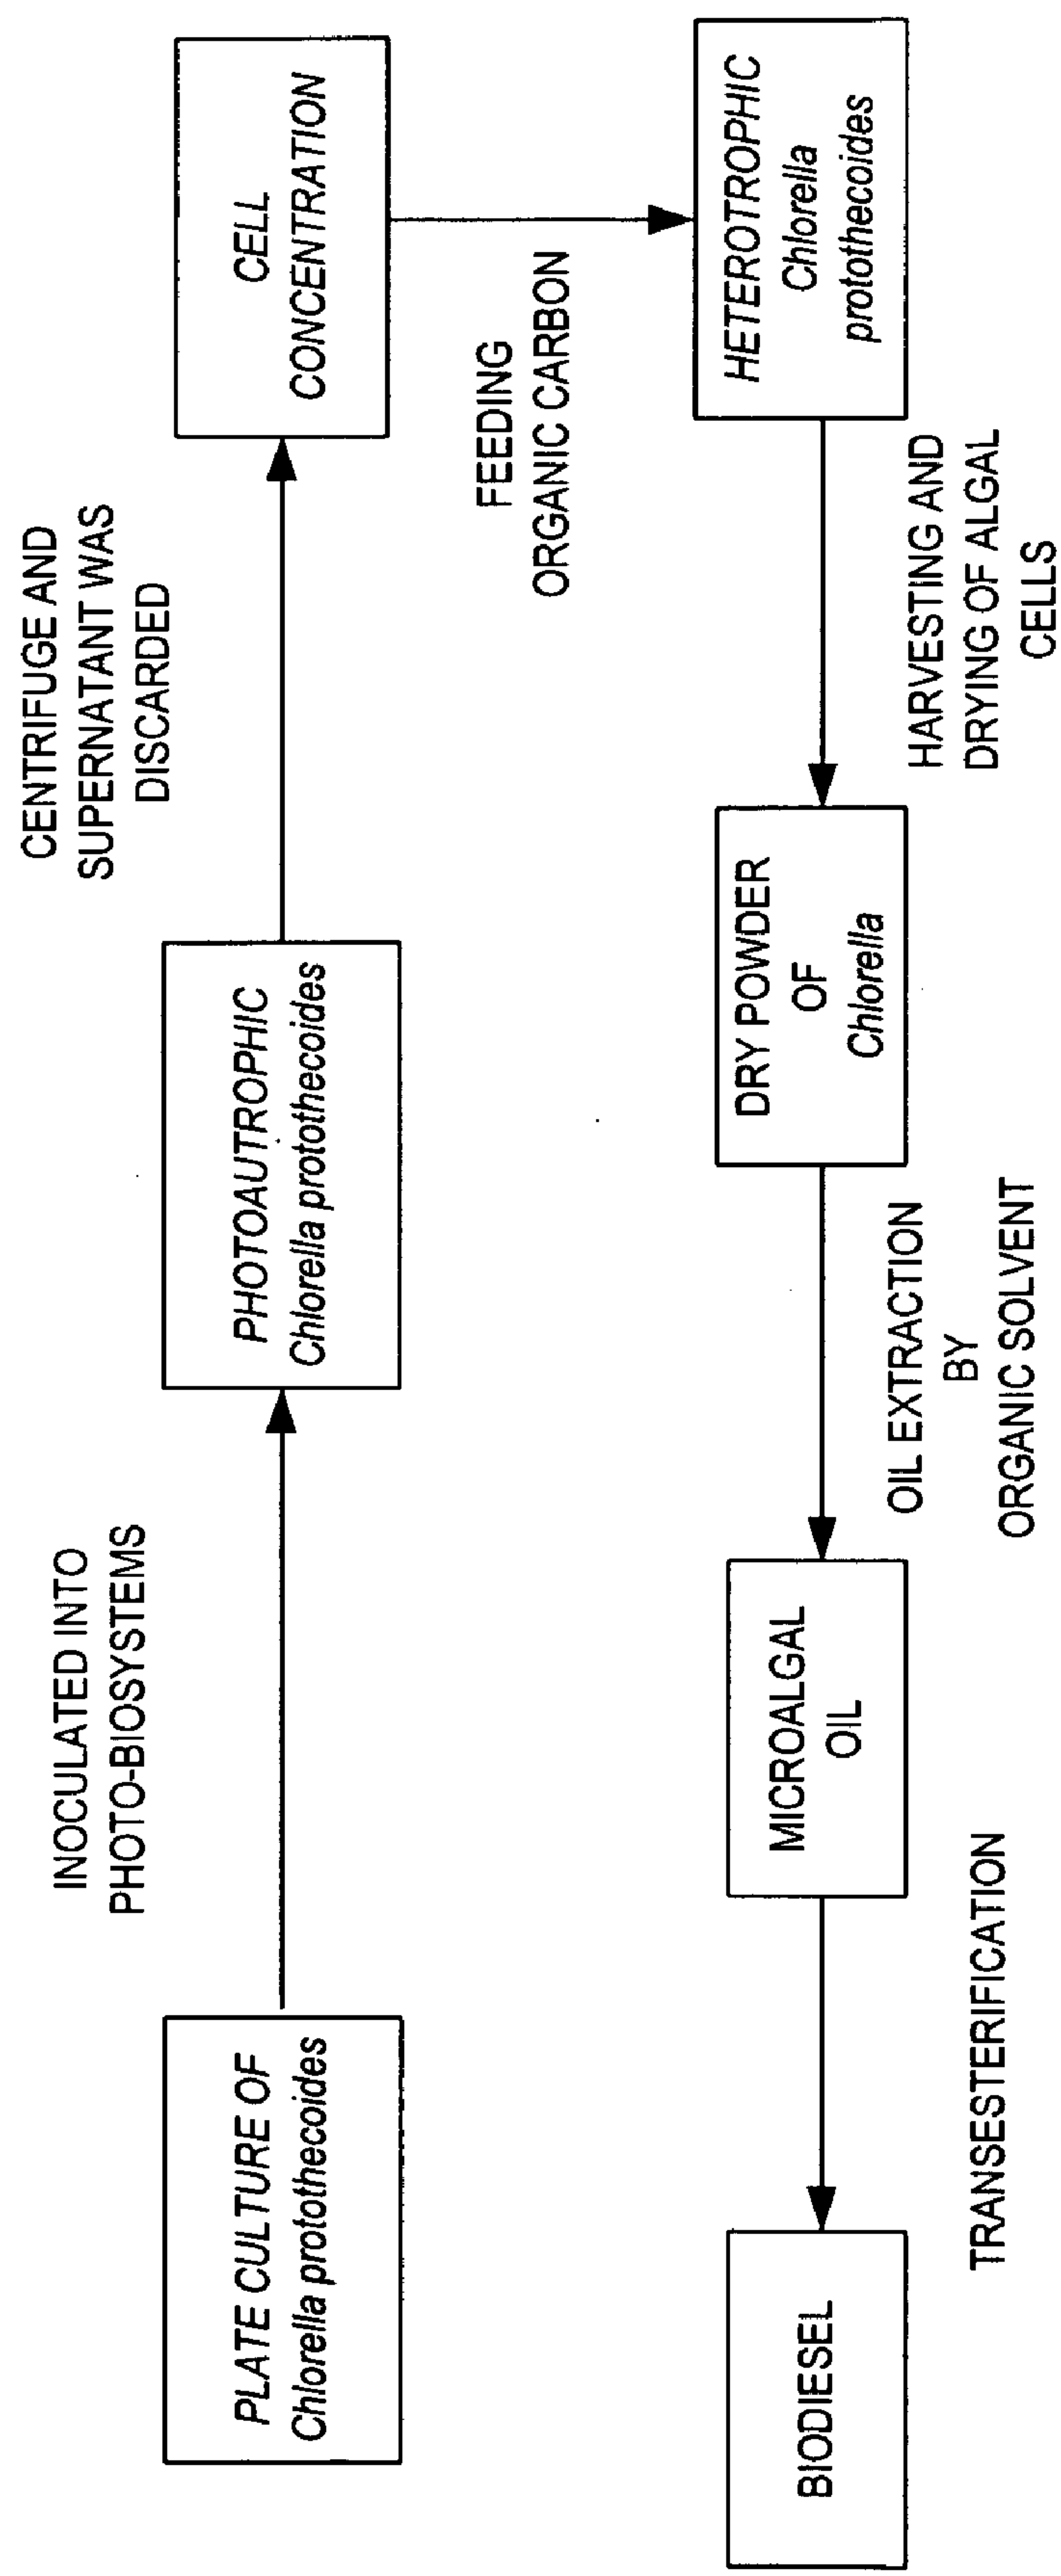 PLATE CULTURE OF
Chlorella protothecoides
INOCULATED INTO
PHOTO-BIOSYSTEMS
PHOTOAUTROPHIC
Chlorella protothecoides
CENTRIFUGE AND
SUPERNATANT WAS
DISCARDED
CELL
CONCENTRATION
FEEDING
ORGANIC CARBON
HETEROTROPHIC
Chlorella
protothecoides
HARVESTING AND
DRYING OF ALGAL
CELLS
DRY POWDER
OF
Chlorella
OIL EXTRACTION
BY
ORGANIC SOLVENT
MICROALGAL
OIL
TRANSESTERIFICATION
BIODIESEL